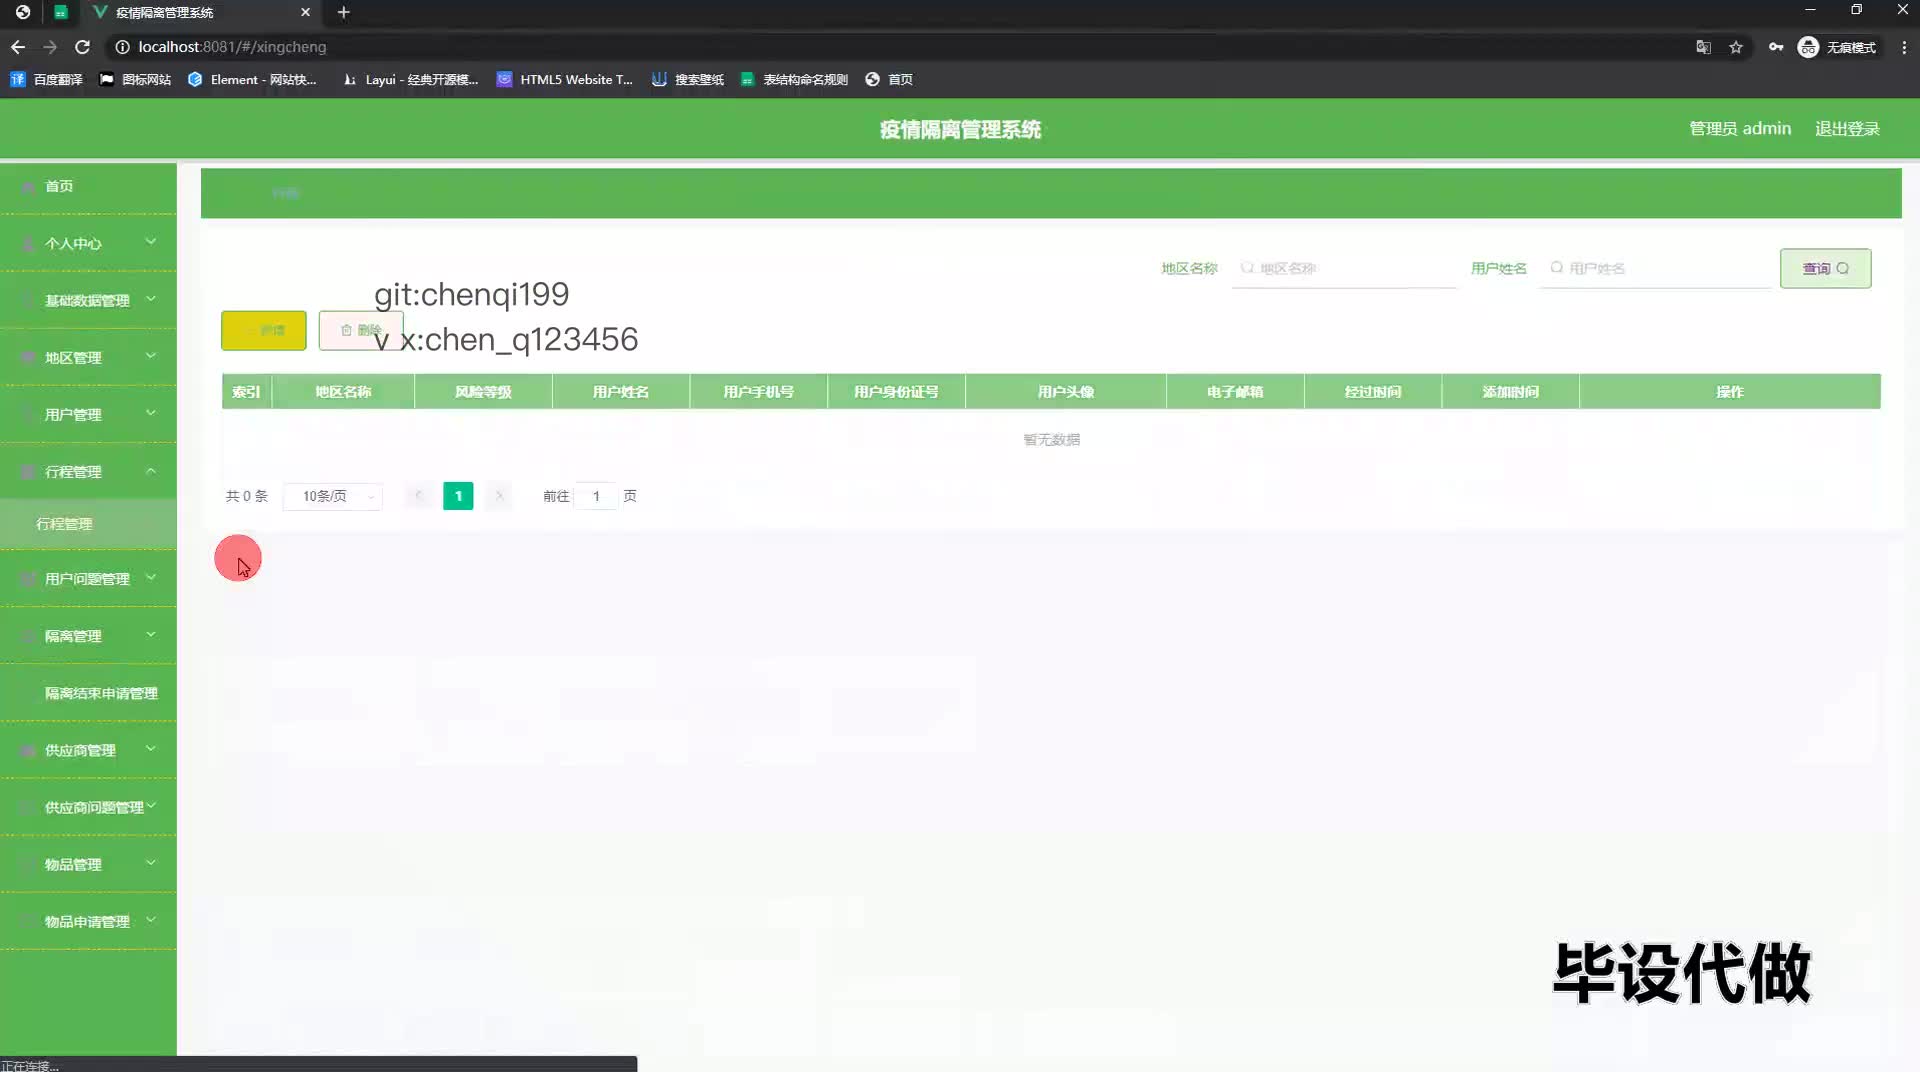 疫情隔离管理系统
localhost:8081/#/xingcheng
无痕模式
百度翻译
图标网站
Element - 网站快...
Layui - 经典开源模...
HTML5 Website T...
搜索壁纸
表结构命名规则
首页
疫情隔离管理系统
管理员 admin
退出登录
首页
个人中心
基础数据管理
地区管理
用户管理
行程管理
行程管理
用户问题管理
隔离管理
隔离结束申请管理
供应商管理
供应商问题管理
物品管理
物品申请管理
地区名称
地区名称
用户姓名
用户姓名
查询
git:chenqi199
新增
删除
v x:chen_q123456
索引
地区名称
风险等级
用户姓名
用户手机号
用户身份证号
用户头像
电子邮箱
经过时间
添加时间
操作
暂无数据
共 0 条
10条/页
1
前往 1 页
毕设代做
正在连接...